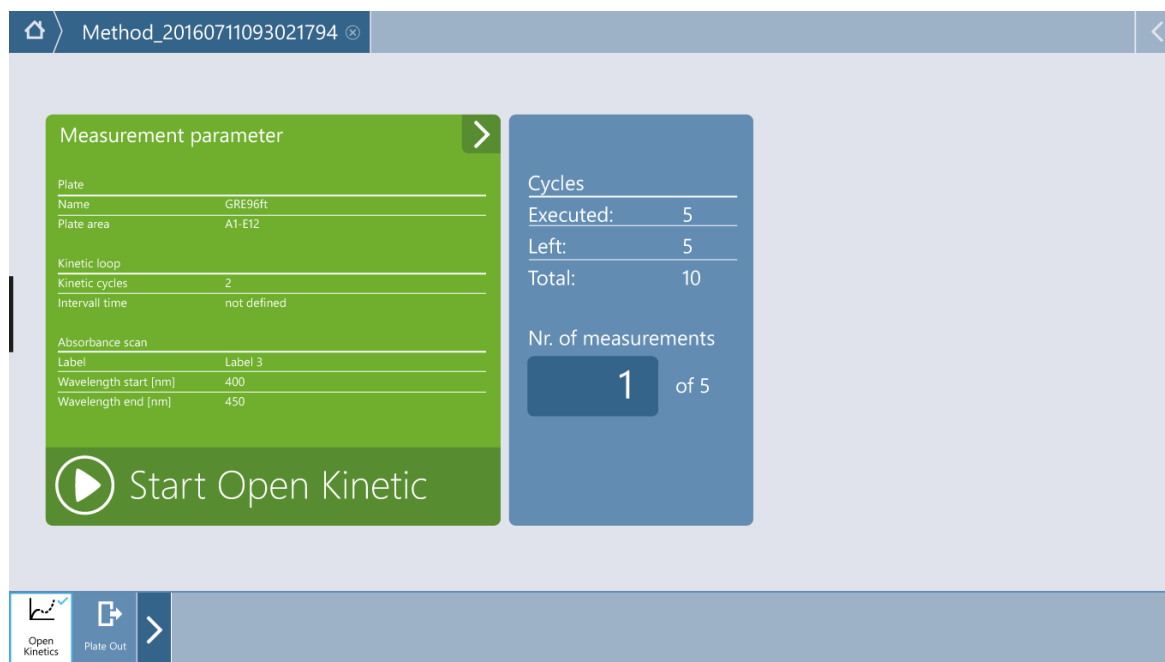 Method_20160711093021794
Measurement parameter
Plate
Name GRE96ft
Plate area A1-E12
Kinetic loop
Kinetic cycles 2
Intervall time not defined
Absorbance scan
Label Label 3
Wavelength start [nm] 400
Wavelength end [nm] 450
Start Open Kinetic
Cycles
Executed: 5
Left: 5
Total: 10
Nr. of measurements
1 of 5
Open
Kinetics
Plate Out